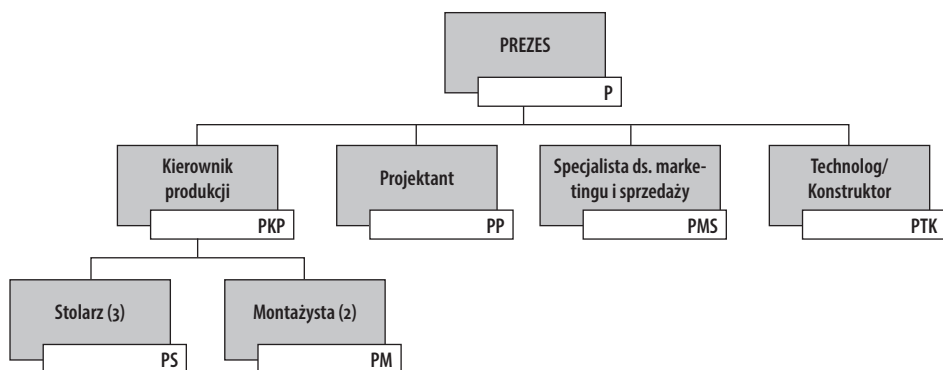 PREZES
P
Kierownik
produkcji
PKP
Projektant
PP
Specjalista ds. marke-
tingu i sprzedaży
PMS
Technolog/
Konstruktor
PTK
Stolarz (3)
PS
Montażysta (2)
PM